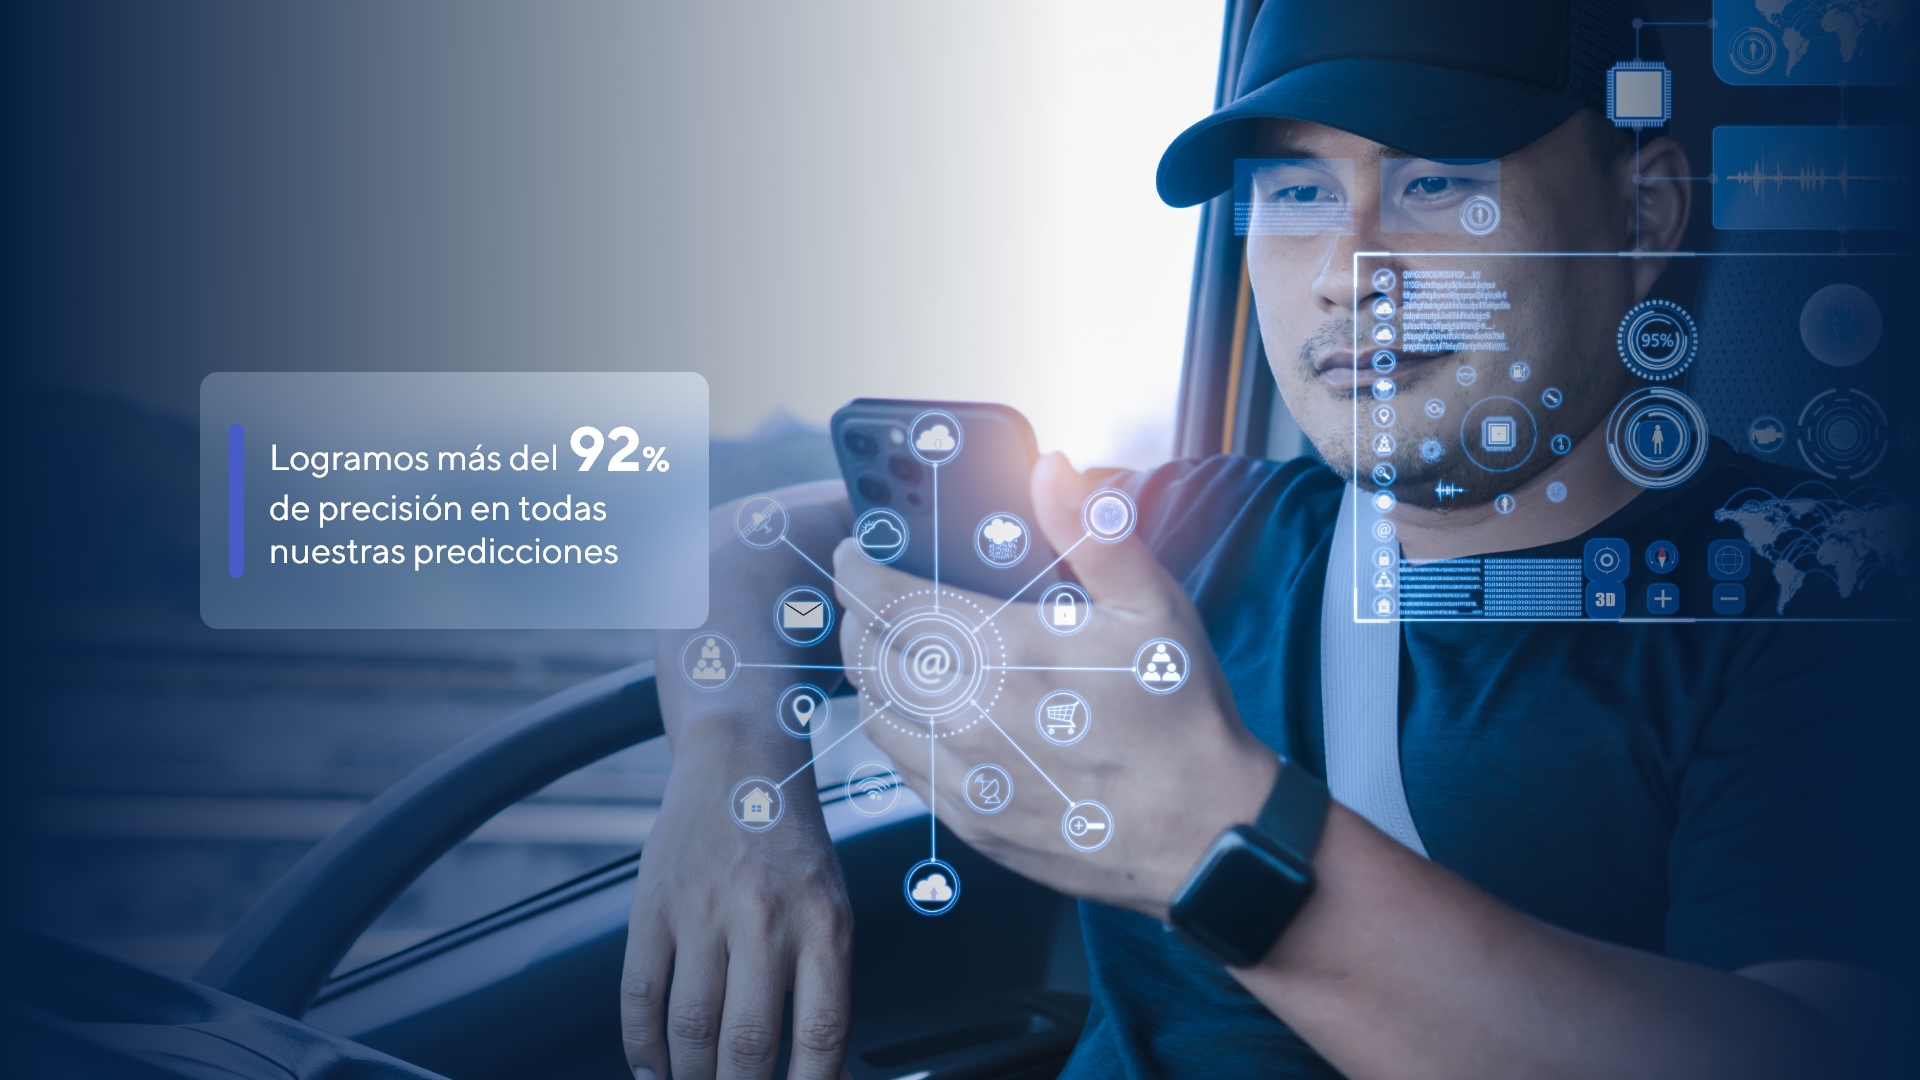 Logramos más del 92%
de precisión en todas
nuestras predicciones
95%
@
@
3D